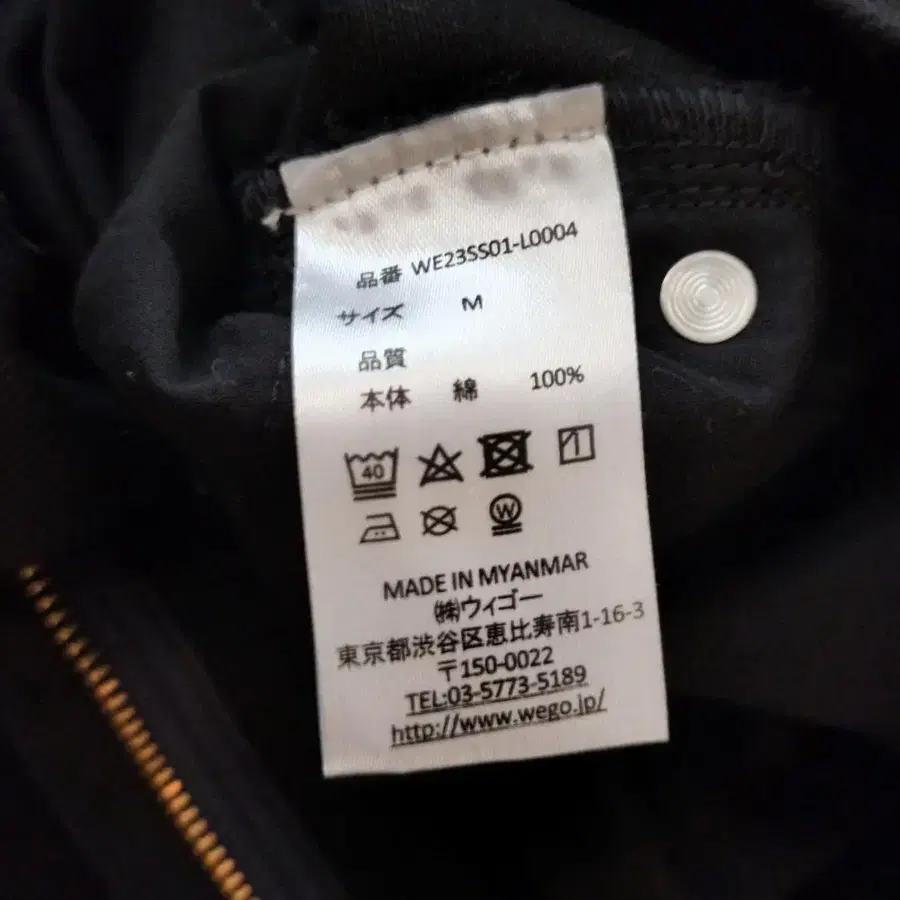 品番 WE23SS01-L0004
サイズ M
品質
本体 綿 100%
40
W
MADE IN MYANMAR
㈱ウィゴー
東京都渋谷区恵比寿南1-16-3
〒150-0022
TEL:03-5773-5189
http://www.wego.jp/